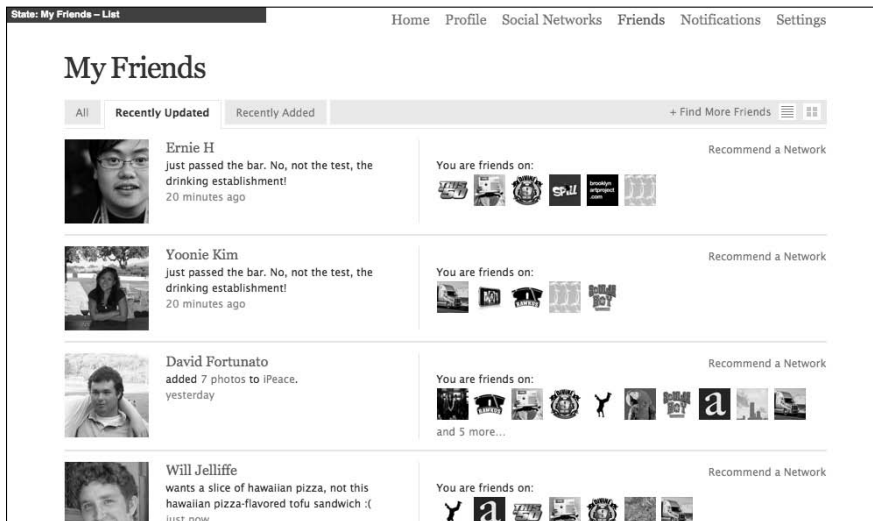 State: My Friends – List
Home Profile Social Networks Friends Notifications Settings
My Friends
All Recently Updated Recently Added + Find More Friends
Ernie H
just passed the bar. No, not the test, the
drinking establishment!
20 minutes ago
Recommend a Network
You are friends on:
SPILL
brooklyn
artproject
.com
Yoonie Kim
just passed the bar. No, not the test, the
drinking establishment!
20 minutes ago
Recommend a Network
You are friends on:
David Fortunato
added 7 photos to iPeace.
yesterday
Recommend a Network
You are friends on:
a
and 5 more...
Will Jelliffe
wants a slice of hawaiian pizza, not this
hawaiian pizza-flavored tofu sandwich :(
just now
Recommend a Network
You are friends on:
a